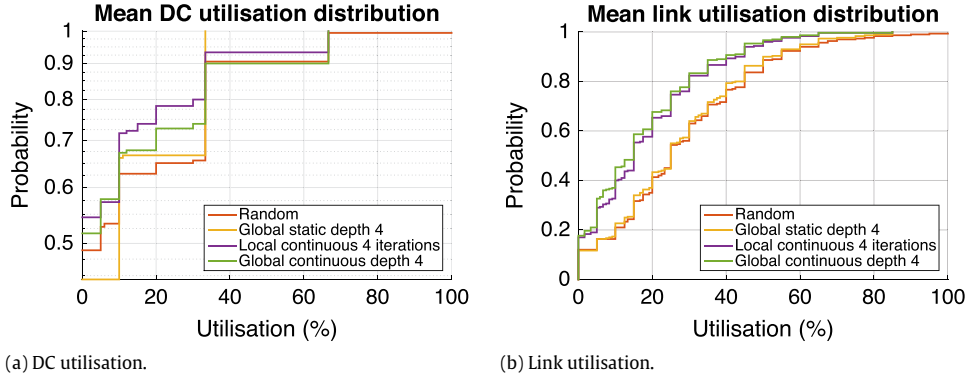 Mean DC utilisation distribution
1
0.9
0.8
0.7
0.6
0.5
Probability
0 20 40 60 80 100
Utilisation (%)
Random
Global static depth 4
Local continuous 4 iterations
Global continuous depth 4
(a) DC utilisation.
Mean link utilisation distribution
1
0.8
0.6
0.4
0.2
0
Probability
0 20 40 60 80 100
Utilisation (%)
Random
Global static depth 4
Local continuous 4 iterations
Global continuous depth 4
(b) Link utilisation.